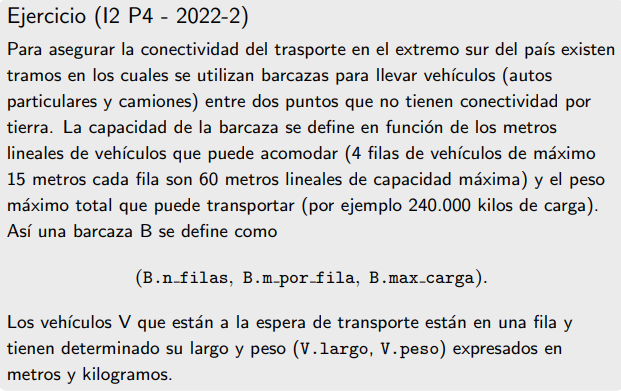 Ejercicio (I2 P4 - 2022-2)
Para asegurar la conectividad del trasporte en el extremo sur del país existen
tramos en los cuales se utilizan barcazas para llevar vehículos (autos
particulares y camiones) entre dos puntos que no tienen conectividad por
tierra. La capacidad de la barcaza se define en función de los metros
lineales de vehículos que puede acomodar (4 filas de vehículos de máximo
15 metros cada fila son 60 metros lineales de capacidad máxima) y el peso
máximo total que puede transportar (por ejemplo 240.000 kilos de carga).
Así una barcaza B se define como
(B.n_filas, B.m_por_fila, B.max_carga).
Los vehículos V que están a la espera de transporte están en una fila y
tienen determinado su largo y peso (V.largo, V.peso) expresados en
metros y kilogramos.